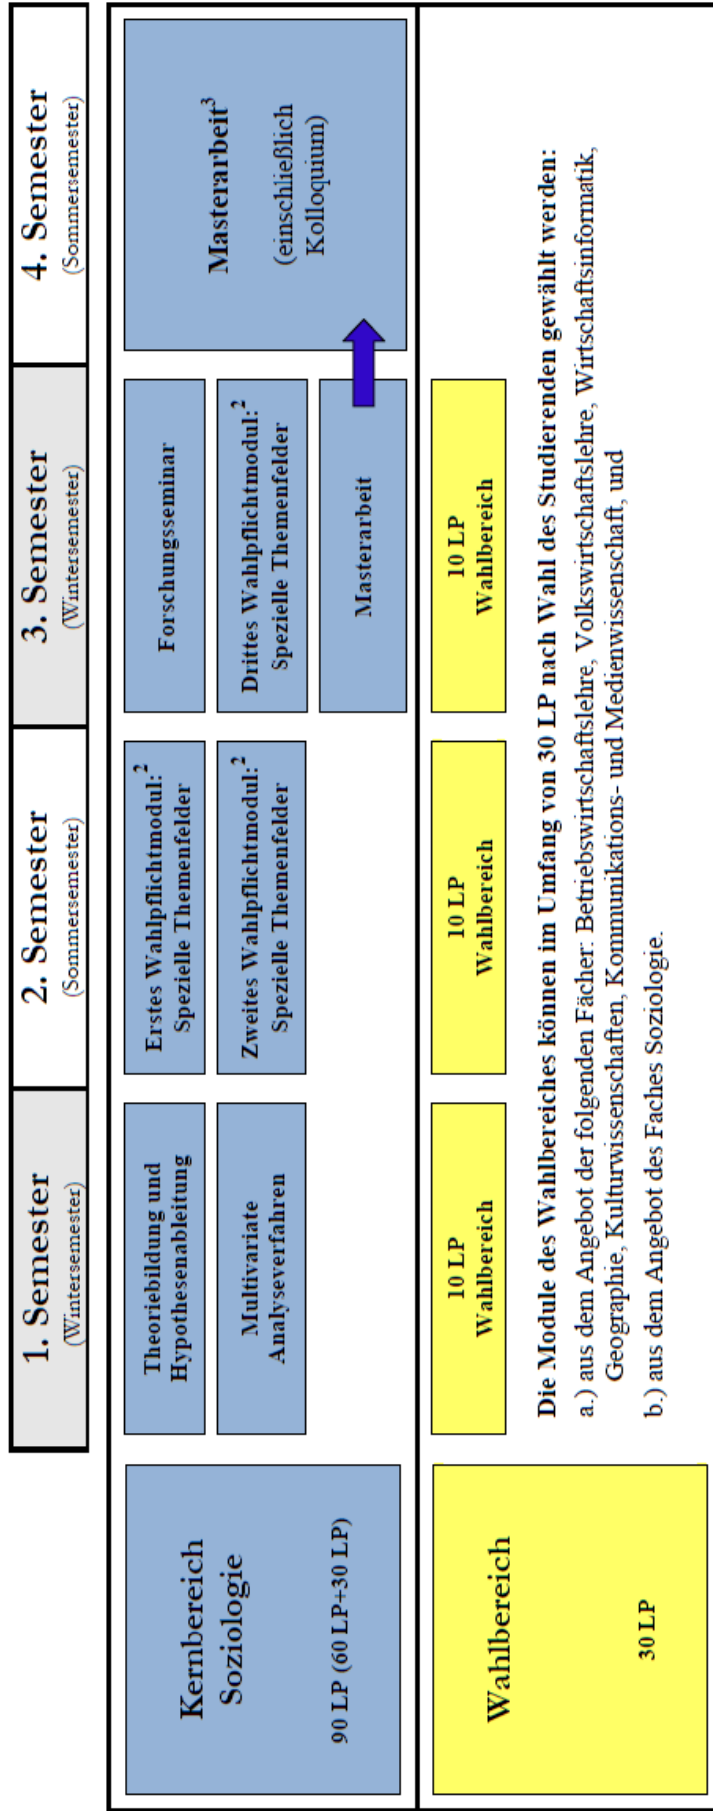 1. Semester
(Wintersemester)
2. Semester
(Sommersemester)
3. Semester
(Wintersemester)
4. Semester
(Sommersemester)
Kernbereich
Soziologie
90 LP (60 LP+30 LP)
Theoriebildung und
Hypothesenableitung
Multivariate
Analyseverfahren
Erstes Wahlpflichtmodul:²
Spezielle Themenfelder
Zweites Wahlpflichtmodul:²
Spezielle Themenfelder
Forschungsseminar
Drittes Wahlpflichtmodul:²
Spezielle Themenfelder
Masterarbeit
Masterarbeit³
(einschließlich
Kolloquium)
Wahlbereich
30 LP
10 LP
Wahlbereich
10 LP
Wahlbereich
10 LP
Wahlbereich
Die Module des Wahlbereiches können im Umfang von 30 LP nach Wahl des Studierenden gewählt werden:
a.) aus dem Angebot der folgenden Fächer: Betriebswirtschaftslehre, Volkswirtschaftslehre, Wirtschaftsinformatik,
Geographie, Kulturwissenschaften, Kommunikations- und Medienwissenschaft, und
b.) aus dem Angebot des Faches Soziologie.